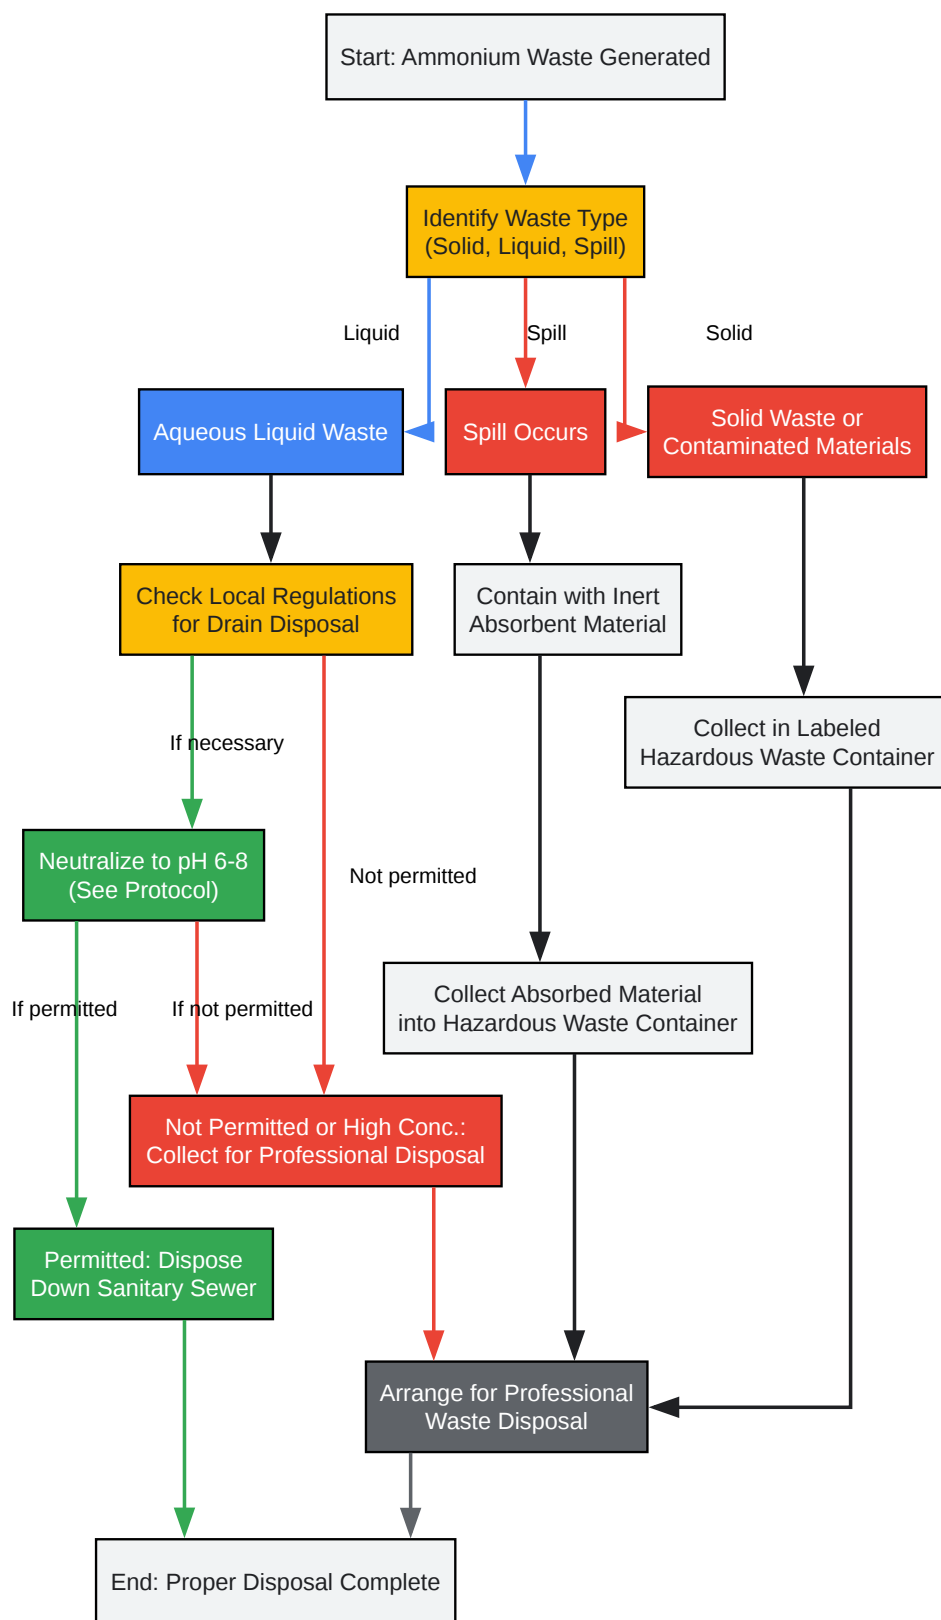 Start: Ammonium Waste Generated
Identify Waste Type
(Solid, Liquid, Spill)
Liquid
Spill
Solid
Aqueous Liquid Waste
Spill Occurs
Solid Waste or
Contaminated Materials
Check Local Regulations
for Drain Disposal
Contain with Inert
Absorbent Material
Collect in Labeled
Hazardous Waste Container
If necessary
Neutralize to pH 6-8
(See Protocol)
Not permitted
Collect Absorbed Material
into Hazardous Waste Container
If permitted
If not permitted
Not Permitted or High Conc.:
Collect for Professional Disposal
Permitted: Dispose
Down Sanitary Sewer
Arrange for Professional
Waste Disposal
End: Proper Disposal Complete